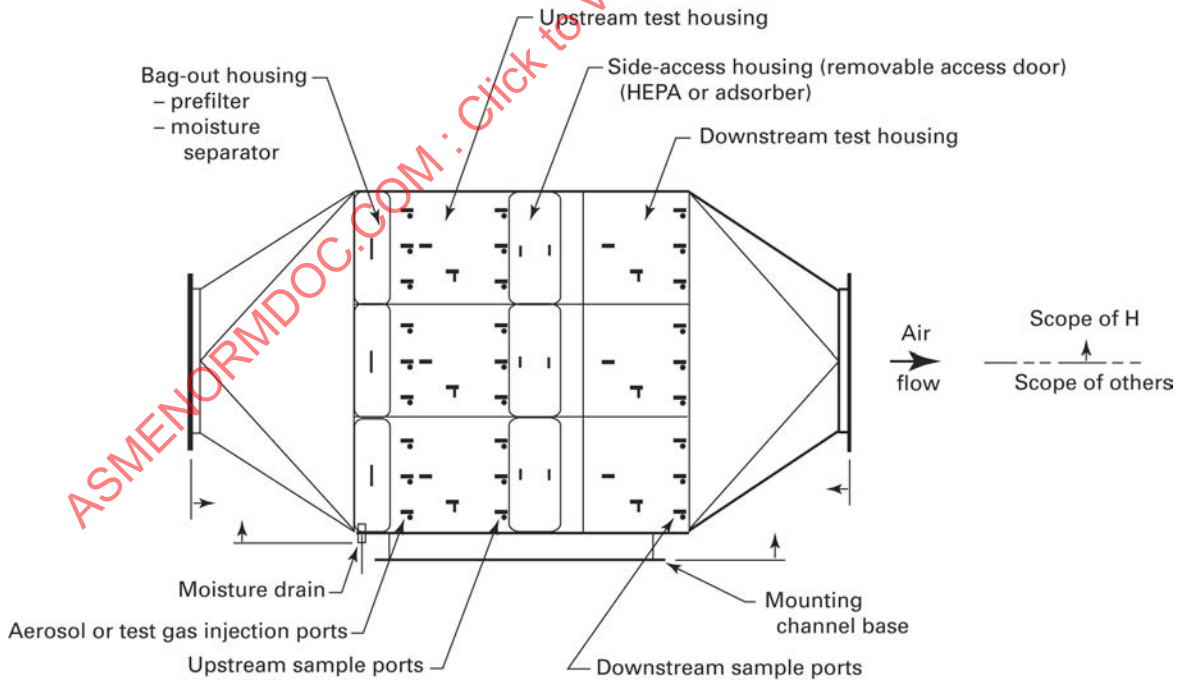 Upstream test housing
Bag-out housing
– prefilter
– moisture
separator
Side-access housing (removable access door)
(HEPA or adsorber)
Downstream test housing
Air
flow
Scope of H
Scope of others
Moisture drain
Mounting
channel base
Aerosol or test gas injection ports
Upstream sample ports
Downstream sample ports
ASMENORMDOC.COM : Click to v